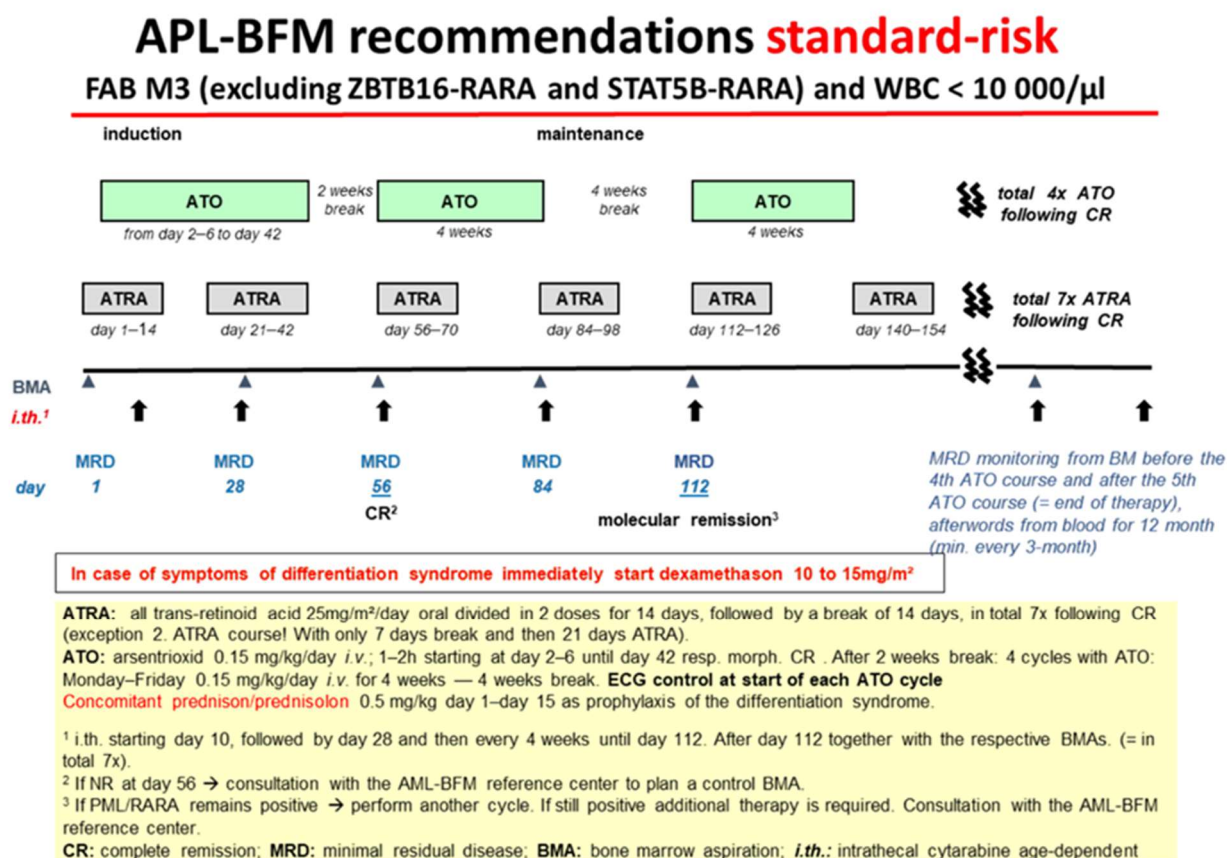 APL-BFM recommendations standard-risk
FAB M3 (excluding ZBTB16-RARA and STAT5B-RARA) and WBC < 10 000/µl
induction
maintenance
ATO
2 weeks
break
ATO
4 weeks
break
ATO
total 4x ATO
following CR
from day 2–6 to day 42
4 weeks
4 weeks
ATRA
ATRA
ATRA
ATRA
ATRA
ATRA
total 7x ATRA
following CR
day 1–14
day 21–42
day 56–70
day 84–98
day 112–126
day 140–154
BMA
i.th.¹
MRD
MRD
MRD
MRD
MRD
day
1
28
56
84
112
CR²
molecular remission³
MRD monitoring from BM before the
4th ATO course and after the 5th
ATO course (= end of therapy),
afterwords from blood for 12 month
(min. every 3-month)
In case of symptoms of differentiation syndrome immediately start dexamethason 10 to 15mg/m²
ATRA: all trans-retinoid acid 25mg/m²/day oral divided in 2 doses for 14 days, followed by a break of 14 days, in total 7x following CR
(exception 2. ATRA course! With only 7 days break and then 21 days ATRA).
ATO: arsentrioxid 0.15 mg/kg/day i.v.; 1–2h starting at day 2–6 until day 42 resp. morph. CR . After 2 weeks break: 4 cycles with ATO:
Monday–Friday 0.15 mg/kg/day i.v. for 4 weeks — 4 weeks break. ECG control at start of each ATO cycle
Concomitant prednison/prednisolon 0.5 mg/kg day 1–day 15 as prophylaxis of the differentiation syndrome.
¹ i.th. starting day 10, followed by day 28 and then every 4 weeks until day 112. After day 112 together with the respective BMAs. (= in
total 7x).
² If NR at day 56 → consultation with the AML-BFM reference center to plan a control BMA.
³ If PML/RARA remains positive → perform another cycle. If still positive additional therapy is required. Consultation with the AML-BFM
reference center.
CR: complete remission; MRD: minimal residual disease; BMA: bone marrow aspiration; i.th.: intrathecal cytarabine age-dependent